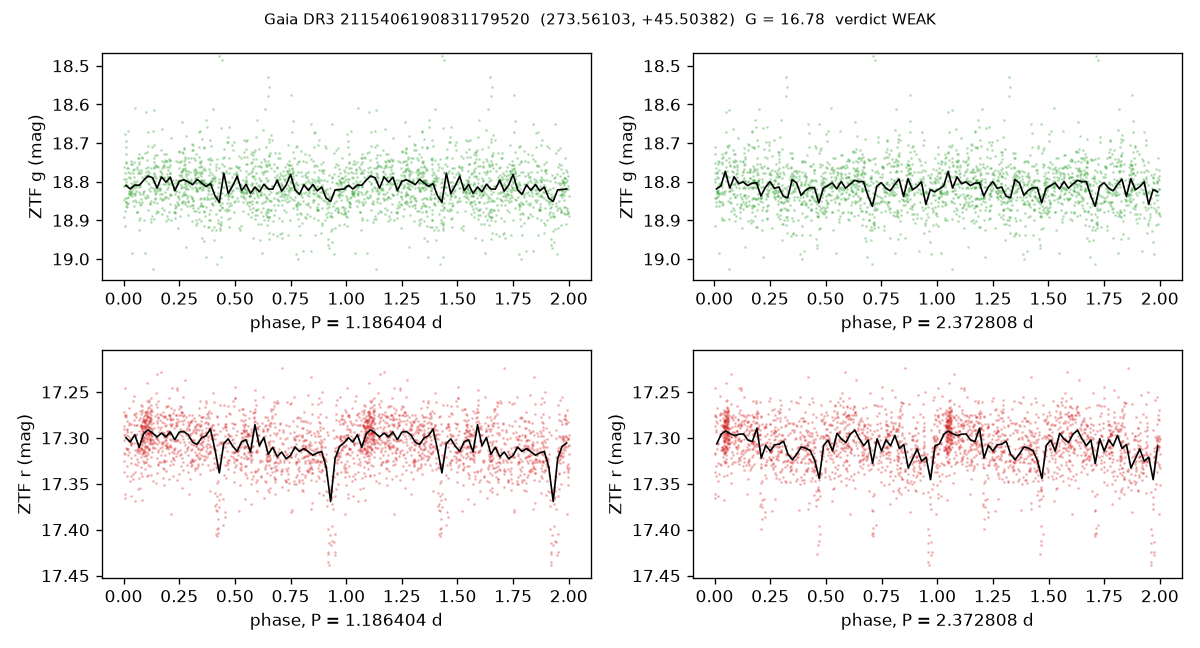 Gaia DR3 2115406190831179520 (273.56103, +45.50382) G = 16.78 verdict WEAK
ZTF g (mag)
18.5
18.6
18.7
18.8
18.9
19.0
0.00 0.25 0.50 0.75 1.00 1.25 1.50 1.75 2.00
phase, P = 1.186404 d
ZTF g (mag)
18.5
18.6
18.7
18.8
18.9
19.0
0.00 0.25 0.50 0.75 1.00 1.25 1.50 1.75 2.00
phase, P = 2.372808 d
ZTF r (mag)
17.25
17.30
17.35
17.40
17.45
0.00 0.25 0.50 0.75 1.00 1.25 1.50 1.75 2.00
phase, P = 1.186404 d
ZTF r (mag)
17.25
17.30
17.35
17.40
17.45
0.00 0.25 0.50 0.75 1.00 1.25 1.50 1.75 2.00
phase, P = 2.372808 d